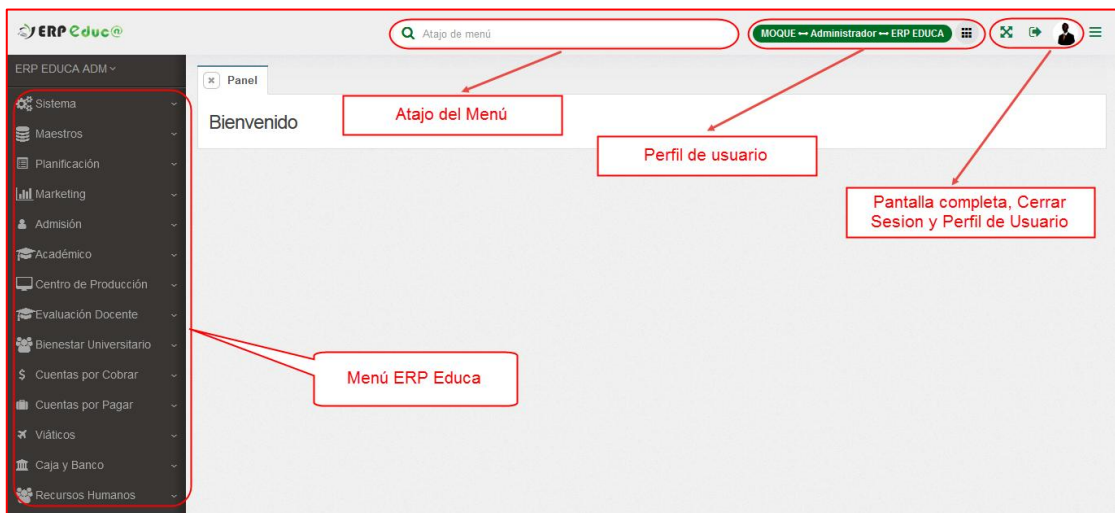 ERP Educ@
Atajo de menú
MOQUE ↔ Administrador ↔ ERP EDUCA
ERP EDUCA ADM
Panel
Bienvenido
Sistema
Maestros
Planificación
Marketing
Admisión
Académico
Centro de Producción
Evaluación Docente
Bienestar Universitario
Cuentas por Cobrar
Cuentas por Pagar
Viáticos
Caja y Banco
Recursos Humanos
Atajo del Menú
Perfil de usuario
Pantalla completa, Cerrar
Sesion y Perfil de Usuario
Menú ERP Educa